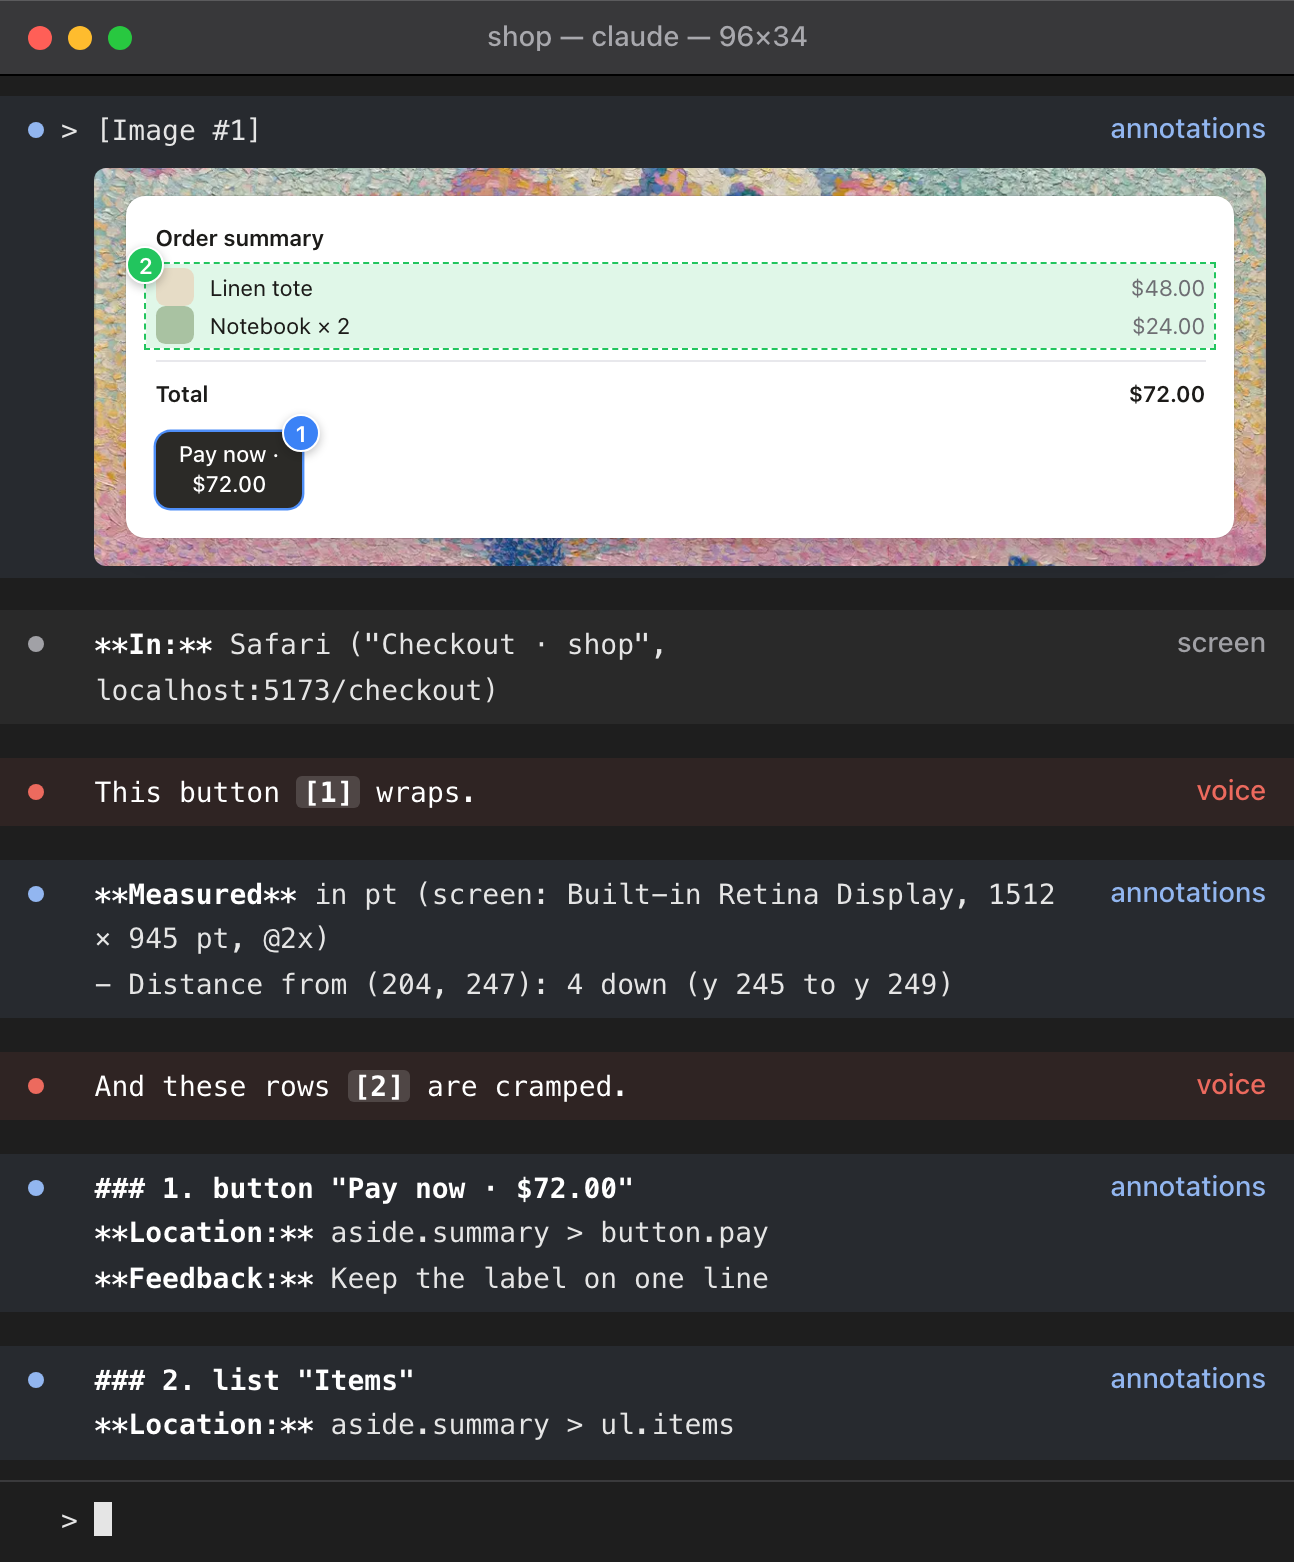 shop — claude — 96×34
> [Image #1] annotations
Order summary
2
Linen tote $48.00
Notebook × 2 $24.00
Total $72.00
1
Pay now ·
$72.00
**In:** Safari ("Checkout · shop", screen
localhost:5173/checkout)
This button [1] wraps. voice
**Measured** in pt (screen: Built-in Retina Display, 1512 annotations
× 945 pt, @2x)
- Distance from (204, 247): 4 down (y 245 to y 249)
And these rows [2] are cramped. voice
### 1. button "Pay now · $72.00" annotations
**Location:** aside.summary > button.pay
**Feedback:** Keep the label on one line
### 2. list "Items" annotations
**Location:** aside.summary > ul.items
>